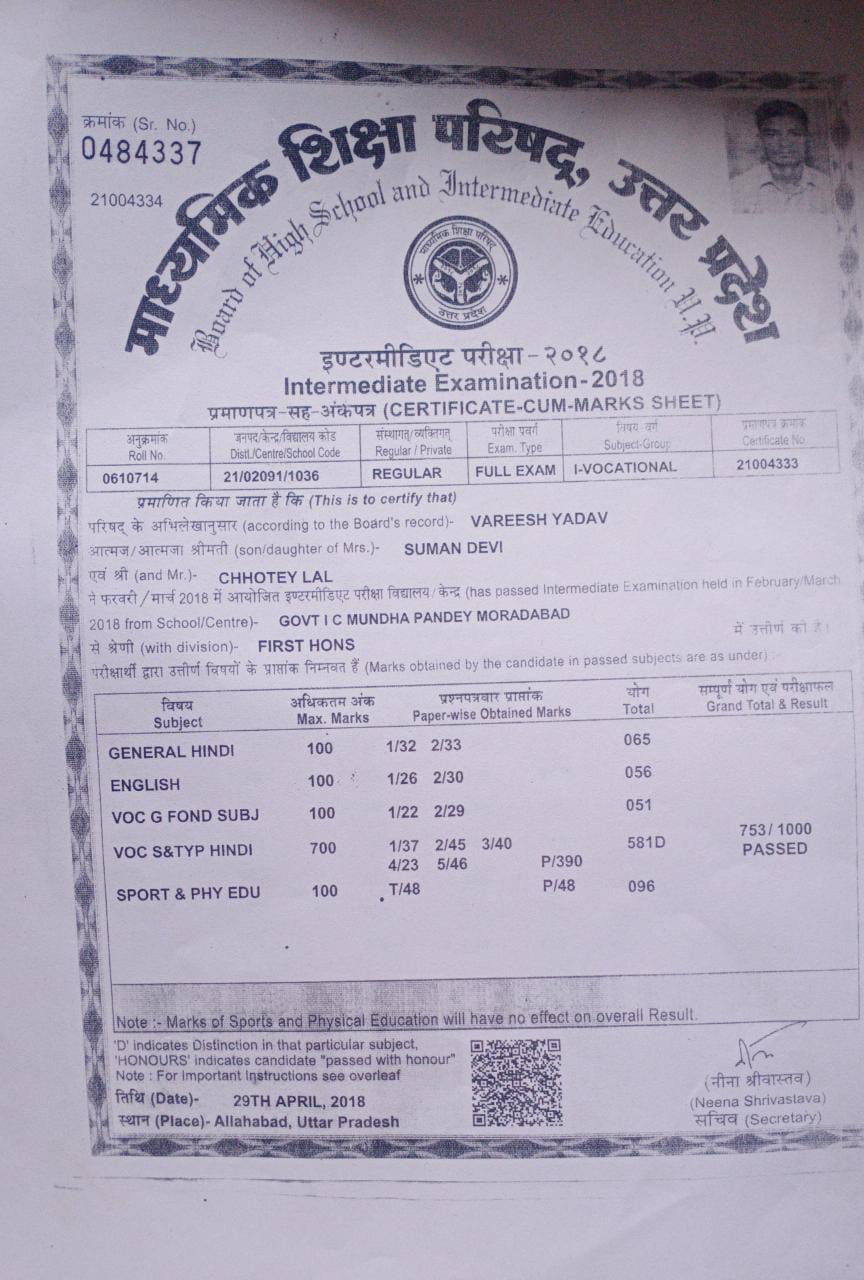 क्रमांक (Sr. No.)
0484337
21004334
माध्यमिक शिक्षा परिषद्, उत्तर प्रदेश
Board of High School and Intermediate Education U.P.
माध्यमिक शिक्षा परिषद
उत्तर प्रदेश
इण्टरमीडिएट परीक्षा - २०१८
Intermediate Examination-2018
प्रमाणपत्र-सह-अंकपत्र (CERTIFICATE-CUM-MARKS SHEET)
अनुक्रमांक जनपद/केन्द्र/विद्यालय कोड संस्थागत/व्यक्तिगत परीक्षा प्रवर्ग विषय - वर्ग प्रमाणपत्र क्रमांक
Roll No. Distt./Centre/School Code Regular / Private Exam. Type Subject-Group Certificate No.
0610714 21/02091/1036 REGULAR FULL EXAM I-VOCATIONAL 21004333
प्रमाणित किया जाता है कि (This is to certify that)
परिषद् के अभिलेखानुसार (according to the Board's record)- VAREESH YADAV
आत्मज/आत्मजा श्रीमती (son/daughter of Mrs.)- SUMAN DEVI
एवं श्री (and Mr.)- CHHOTEY LAL
ने फरवरी/मार्च 2018 में आयोजित इण्टरमीडिएट परीक्षा विद्यालय/केन्द्र (has passed Intermediate Examination held in February/March
2018 from School/Centre)- GOVT I C MUNDHA PANDEY MORADABAD
से श्रेणी (with division)- FIRST HONS में उत्तीर्ण की है।
परीक्षार्थी द्वारा उत्तीर्ण विषयों के प्राप्तांक निम्नवत हैं (Marks obtained by the candidate in passed subjects are as under) :-
विषय अधिकतम अंक प्रश्नपत्रवार प्राप्तांक योग सम्पूर्ण योग एवं परीक्षाफल
Subject Max. Marks Paper-wise Obtained Marks Total Grand Total & Result
GENERAL HINDI 100 1/32 2/33 065
ENGLISH 100 1/26 2/30 056
VOC G FOND SUBJ 100 1/22 2/29 051
VOC S&TYP HINDI 700 1/37 2/45 3/40 581D 753/1000
4/23 5/46 P/390 PASSED
SPORT & PHY EDU 100 T/48 P/48 096
Note :- Marks of Sports and Physical Education will have no effect on overall Result.
'D' indicates Distinction in that particular subject,
'HONOURS' indicates candidate "passed with honour"
Note : For Important Instructions see overleaf
तिथि (Date)- 29TH APRIL, 2018
स्थान (Place)- Allahabad, Uttar Pradesh
(नीना श्रीवास्तव)
(Neena Shrivastava)
सचिव (Secretary)